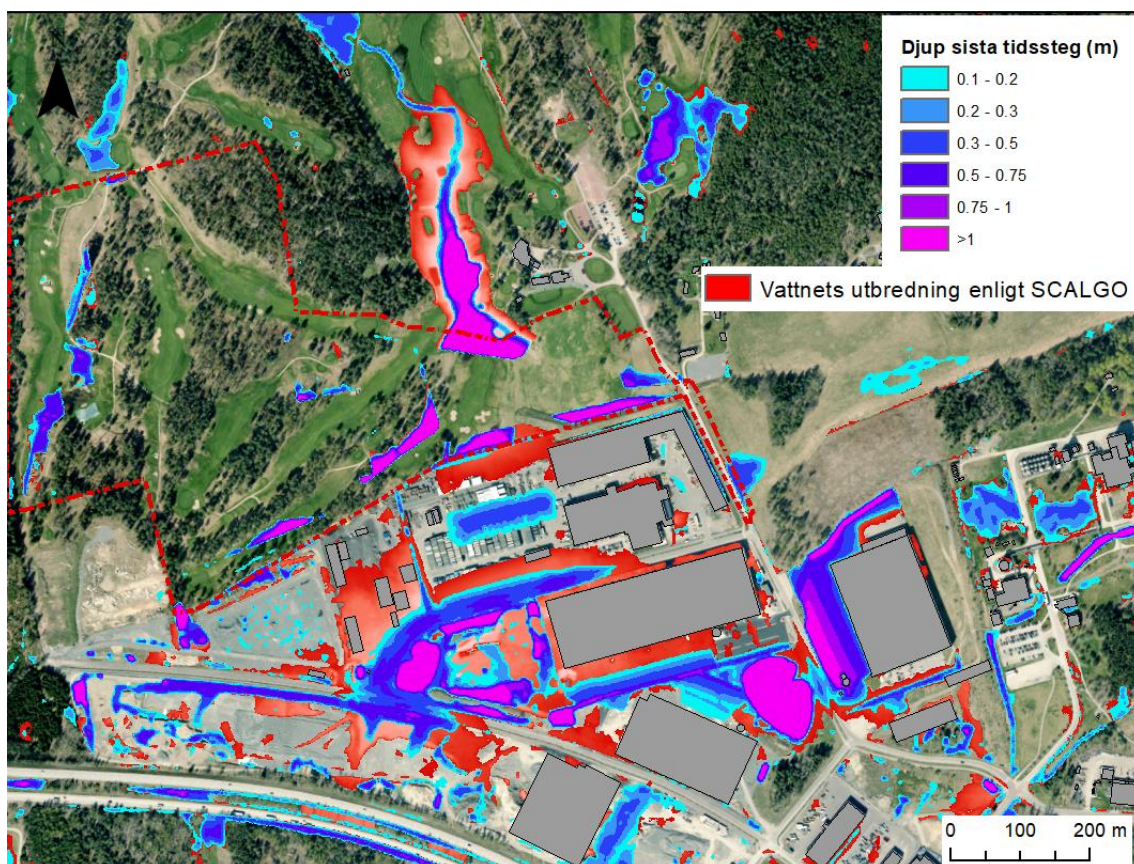 Djup sista tidssteg (m)
0.1 - 0.2
0.2 - 0.3
0.3 - 0.5
0.5 - 0.75
0.75 - 1
>1
Vattnets utbredning enligt SCALGO
0 100 200 m